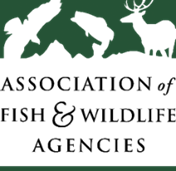 ASSOCIATION of
FISH & WILDLIFE
AGENCIES